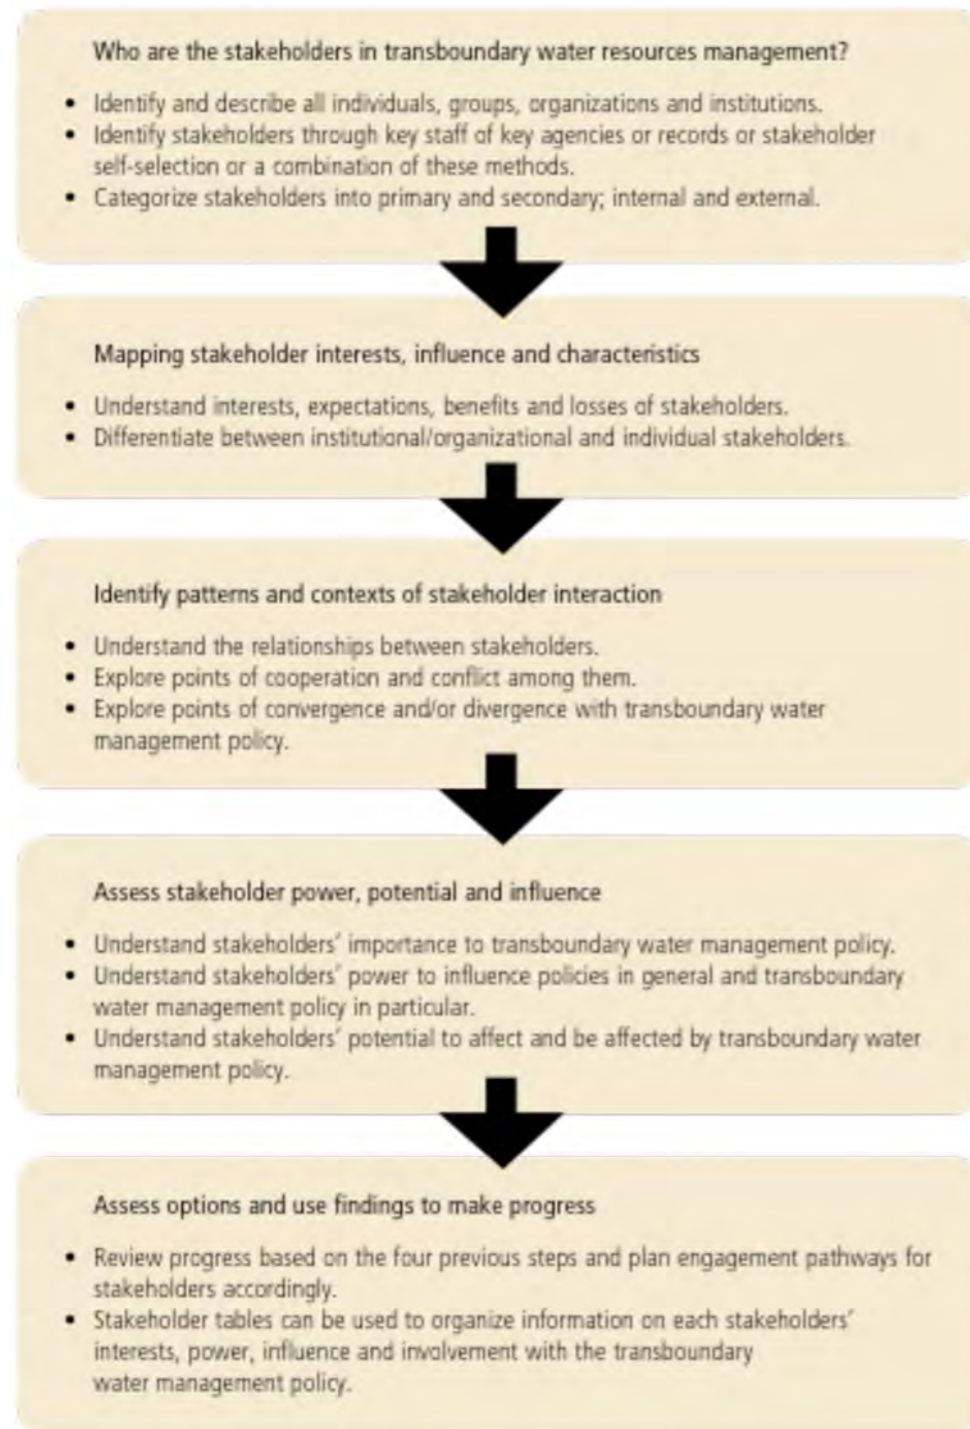 Who are the stakeholders in transboundary water resources management?
• Identify and describe all individuals, groups, organizations and institutions.
• Identify stakeholders through key staff of key agencies or records or stakeholder
self-selection or a combination of these methods.
• Categorize stakeholders into primary and secondary; internal and external.
Mapping stakeholder interests, influence and characteristics
• Understand interests, expectations, benefits and losses of stakeholders.
• Differentiate between institutional/organizational and individual stakeholders.
Identify patterns and contexts of stakeholder interaction
• Understand the relationships between stakeholders.
• Explore points of cooperation and conflict among them.
• Explore points of convergence and/or divergence with transboundary water
management policy.
Assess stakeholder power, potential and influence
• Understand stakeholders' importance to transboundary water management policy.
• Understand stakeholders' power to influence policies in general and transboundary
water management policy in particular.
• Understand stakeholders' potential to affect and be affected by transboundary water
management policy.
Assess options and use findings to make progress
• Review progress based on the four previous steps and plan engagement pathways for
stakeholders accordingly.
• Stakeholder tables can be used to organize information on each stakeholders'
interests, power, influence and involvement with the transboundary
water management policy.